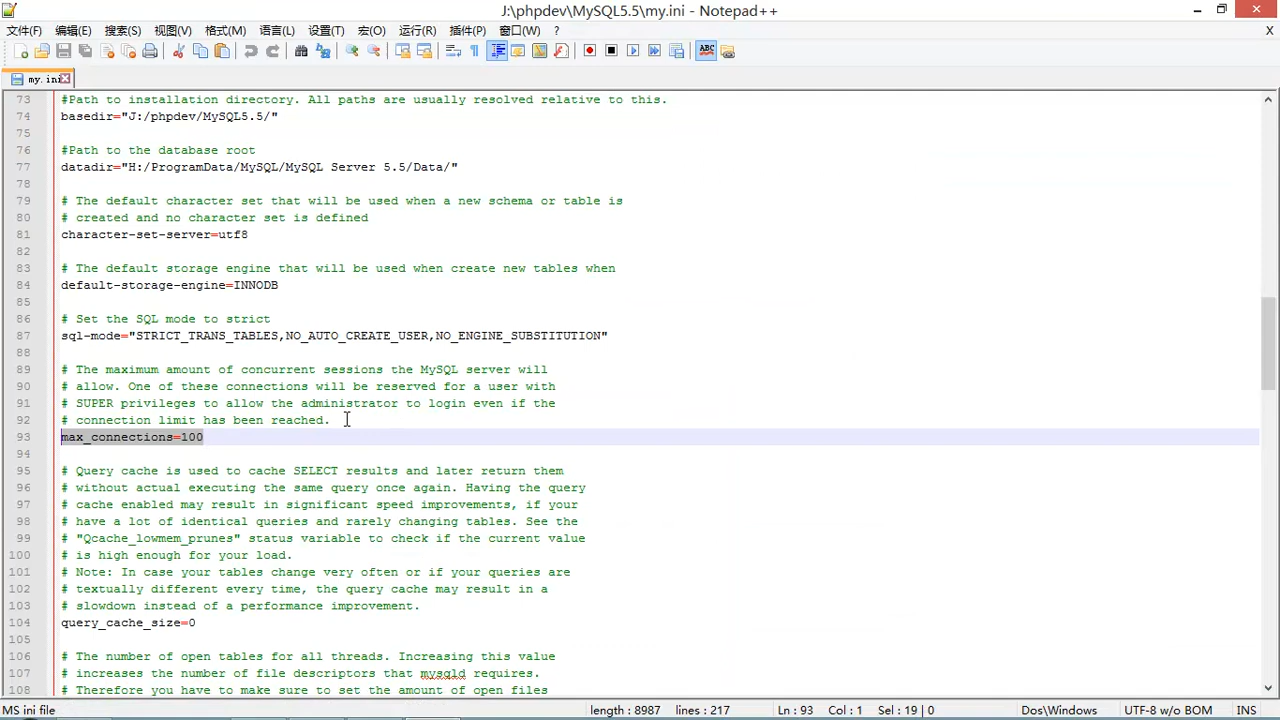 J:\phpdev\MySQL5.5\my.ini - Notepad++
文件(F) 编辑(E) 搜索(S) 视图(V) 格式(M) 语言(L) 设置(T) 宏(O) 运行(R) 插件(P) 窗口(W) ? X
my.ini
73 #Path to installation directory. All paths are usually resolved relative to this.
74 basedir="J:/phpdev/MySQL5.5/"
75
76 #Path to the database root
77 datadir="H:/ProgramData/MySQL/MySQL Server 5.5/Data/"
78
79 # The default character set that will be used when a new schema or table is
80 # created and no character set is defined
81 character-set-server=utf8
82
83 # The default storage engine that will be used when create new tables when
84 default-storage-engine=INNODB
85
86 # Set the SQL mode to strict
87 sql-mode="STRICT_TRANS_TABLES,NO_AUTO_CREATE_USER,NO_ENGINE_SUBSTITUTION"
88
89 # The maximum amount of concurrent sessions the MySQL server will
90 # allow. One of these connections will be reserved for a user with
91 # SUPER privileges to allow the administrator to login even if the
92 # connection limit has been reached.
93 max_connections=100
94
95 # Query cache is used to cache SELECT results and later return them
96 # without actual executing the same query once again. Having the query
97 # cache enabled may result in significant speed improvements, if your
98 # have a lot of identical queries and rarely changing tables. See the
99 # "Qcache_lowmem_prunes" status variable to check if the current value
100 # is high enough for your load.
101 # Note: In case your tables change very often or if your queries are
102 # textually different every time, the query cache may result in a
103 # slowdown instead of a performance improvement.
104 query_cache_size=0
105
106 # The number of open tables for all threads. Increasing this value
107 # increases the number of file descriptors that mysqld requires.
108 # Therefore you have to make sure to set the amount of open files
MS ini file length : 8987 lines : 217 Ln : 93 Col : 1 Sel : 19 | 0 Dos\Windows UTF-8 w/o BOM INS